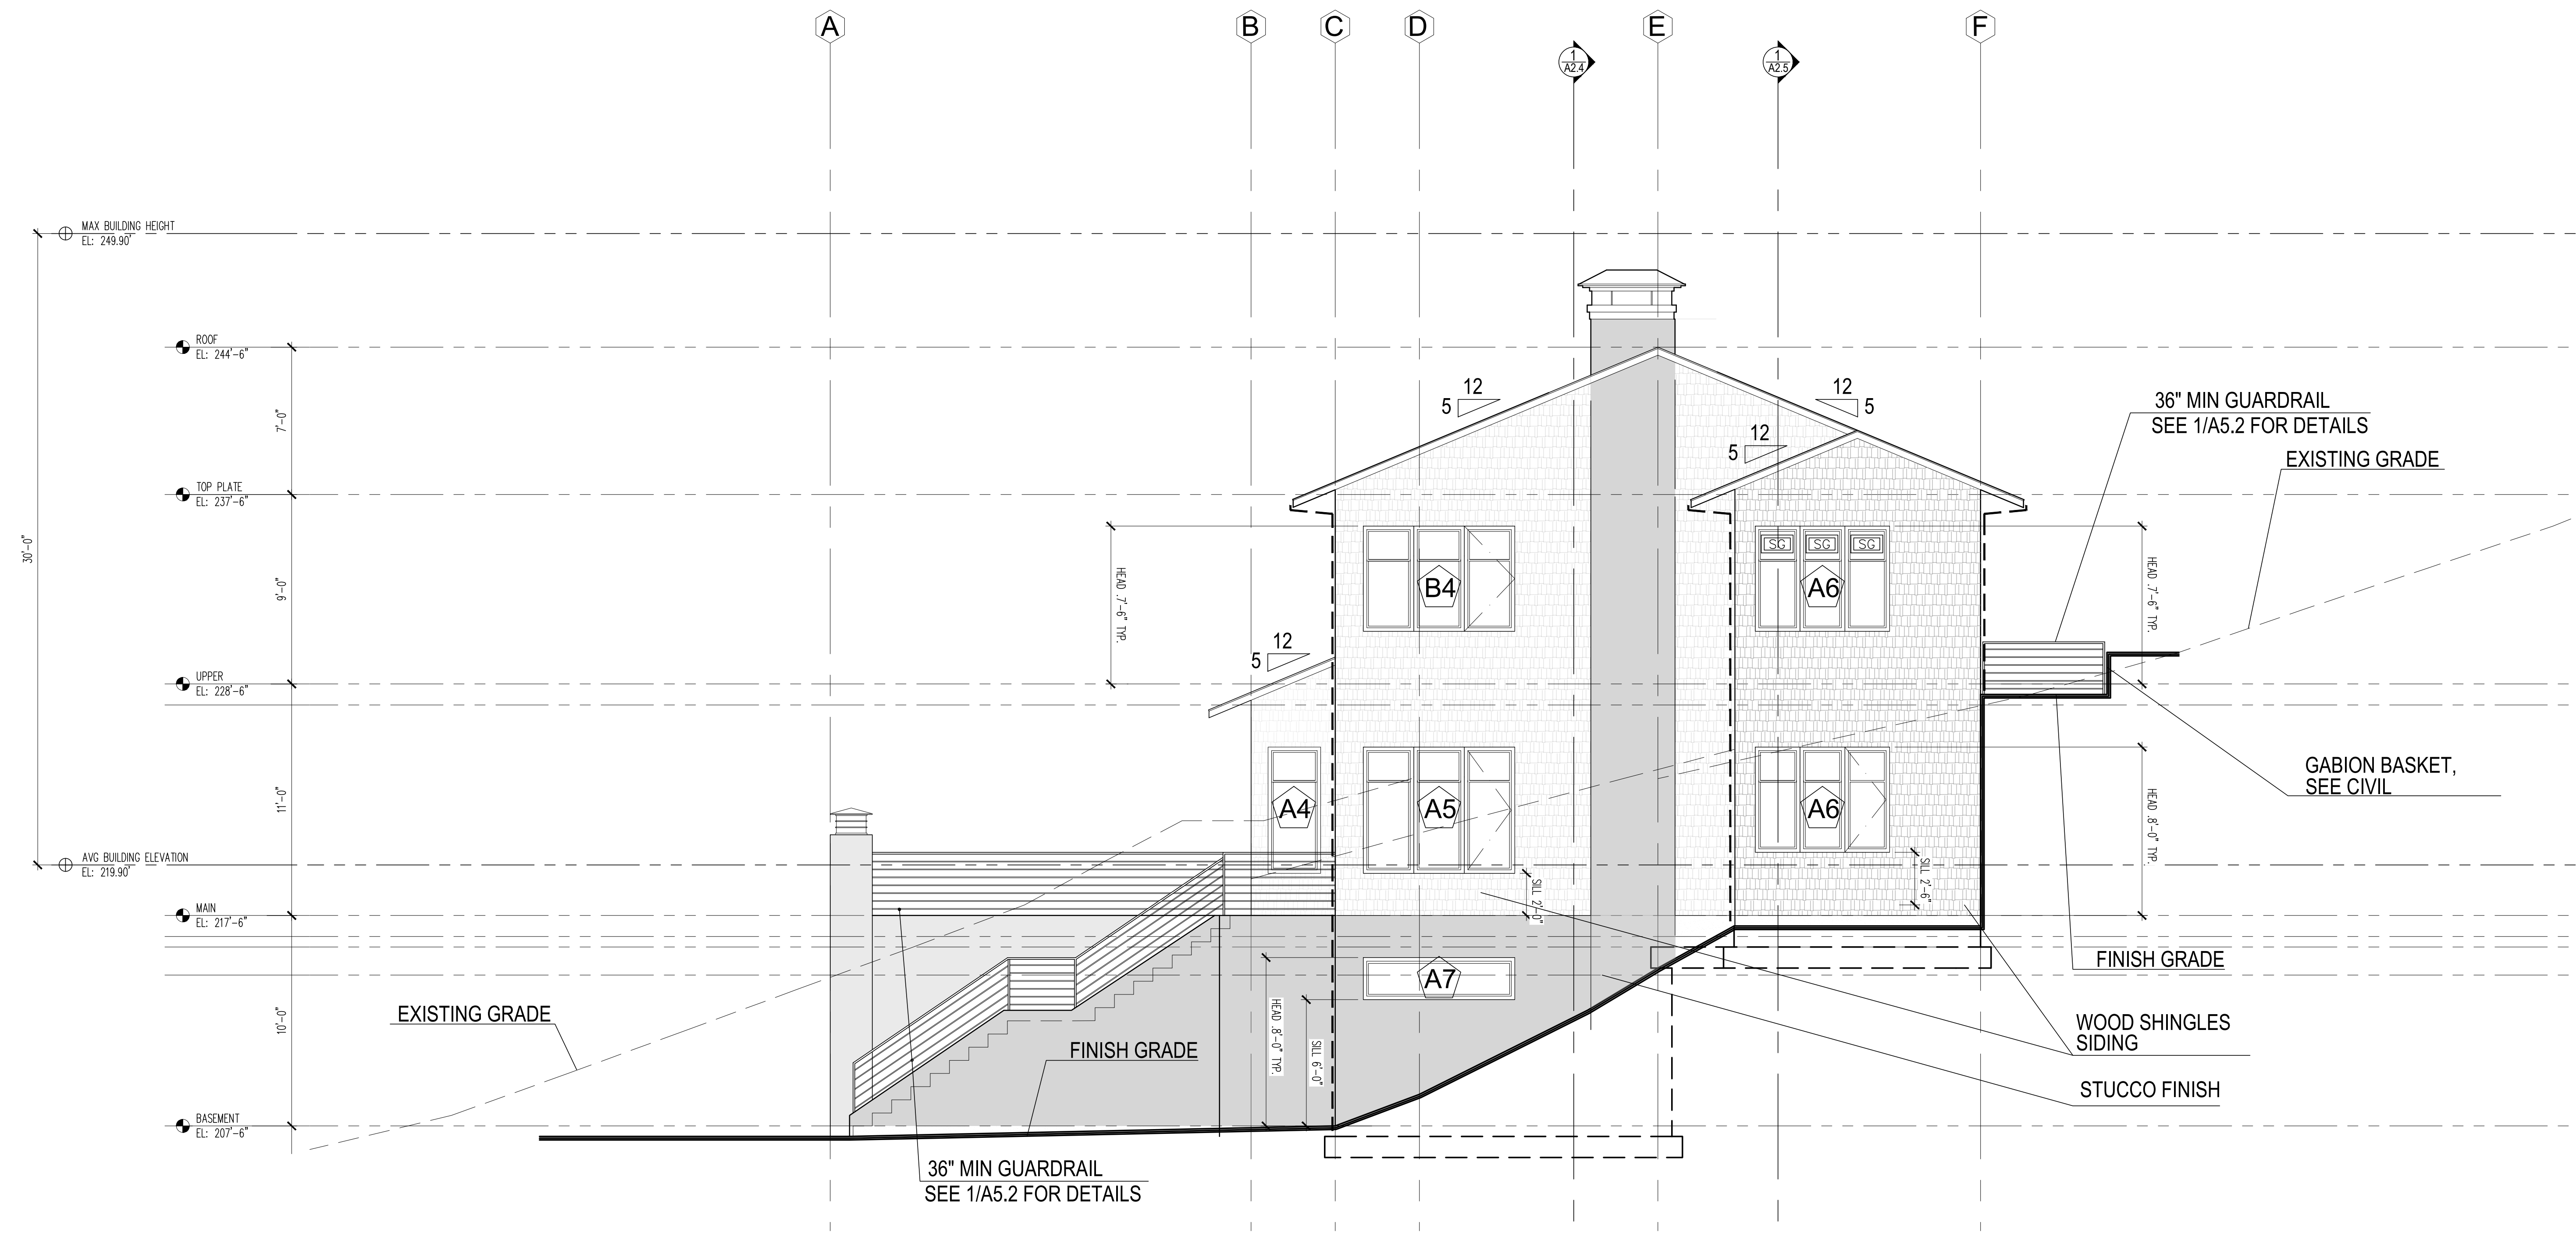 A
B
C
D
E
F
1
A2.4
1
A2.5
MAX BUILDING HEIGHT
EL: 249.90'
ROOF
EL: 244'-6"
12
5
12
5
36" MIN GUARDRAIL
SEE 1/A5.2 FOR DETAILS
7'-0"
12
5
EXISTING GRADE
TOP PLATE
EL: 237'-6"
30'-0"
9'-0"
HEAD .7'-6" TYP.
B4
SG
SG
SG
A6
HEAD .7'-6" TYP.
12
5
UPPER
EL: 228'-6"
GABION BASKET,
SEE CIVIL
11'-0"
A4
A5
A6
HEAD .8'-0" TYP.
AVG BUILDING ELEVATION
EL: 219.90'
SILL 2'-0"
SILL 2'-6"
MAIN
EL: 217'-6"
FINISH GRADE
A7
10'-0"
EXISTING GRADE
HEAD .8'-0" TYP.
SILL 6'-0"
FINISH GRADE
WOOD SHINGLES
SIDING
STUCCO FINISH
BASEMENT
EL: 207'-6"
36" MIN GUARDRAIL
SEE 1/A5.2 FOR DETAILS